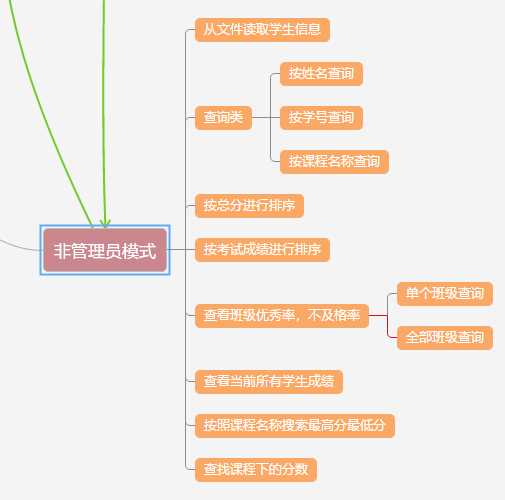 从文件读取学生信息
按姓名查询
查询类
按学号查询
按课程名称查询
按总分进行排序
非管理员模式
按考试成绩进行排序
单个班级查询
查看班级优秀率，不及格率
全部班级查询
查看当前所有学生成绩
按照课程名称搜索最高分最低分
查找课程下的分数